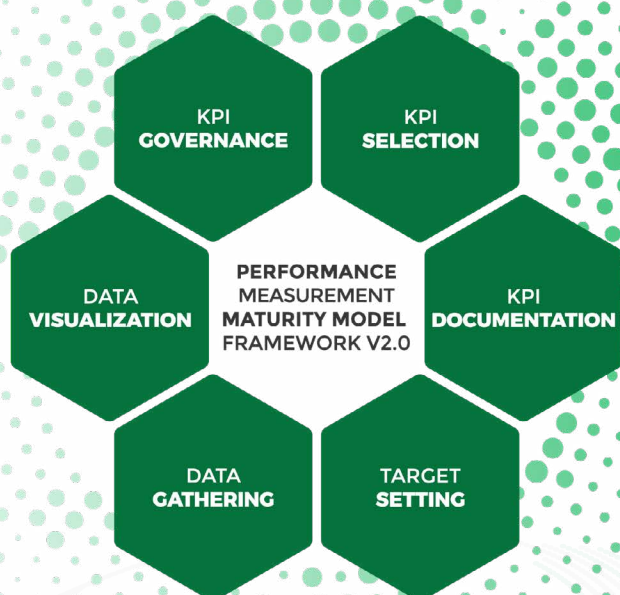 KPI
GOVERNANCE
KPI
SELECTION
DATA
VISUALIZATION
PERFORMANCE
MEASUREMENT
MATURITY MODEL
FRAMEWORK V2.0
KPI
DOCUMENTATION
DATA
GATHERING
TARGET
SETTING